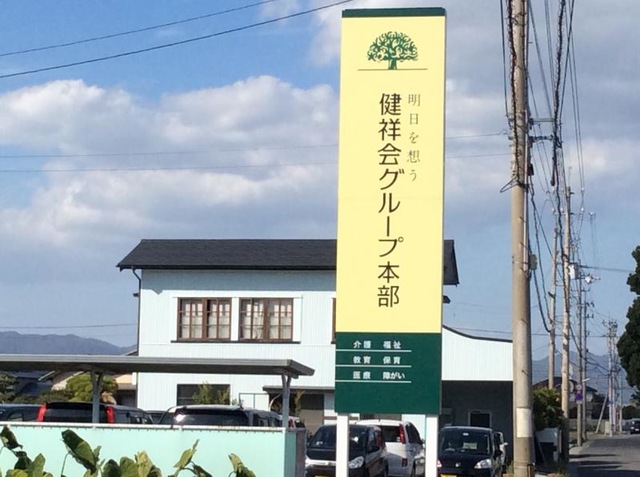 明日を想う
健祥会グループ本部
介護 福祉
教育 保育
医療 障がい